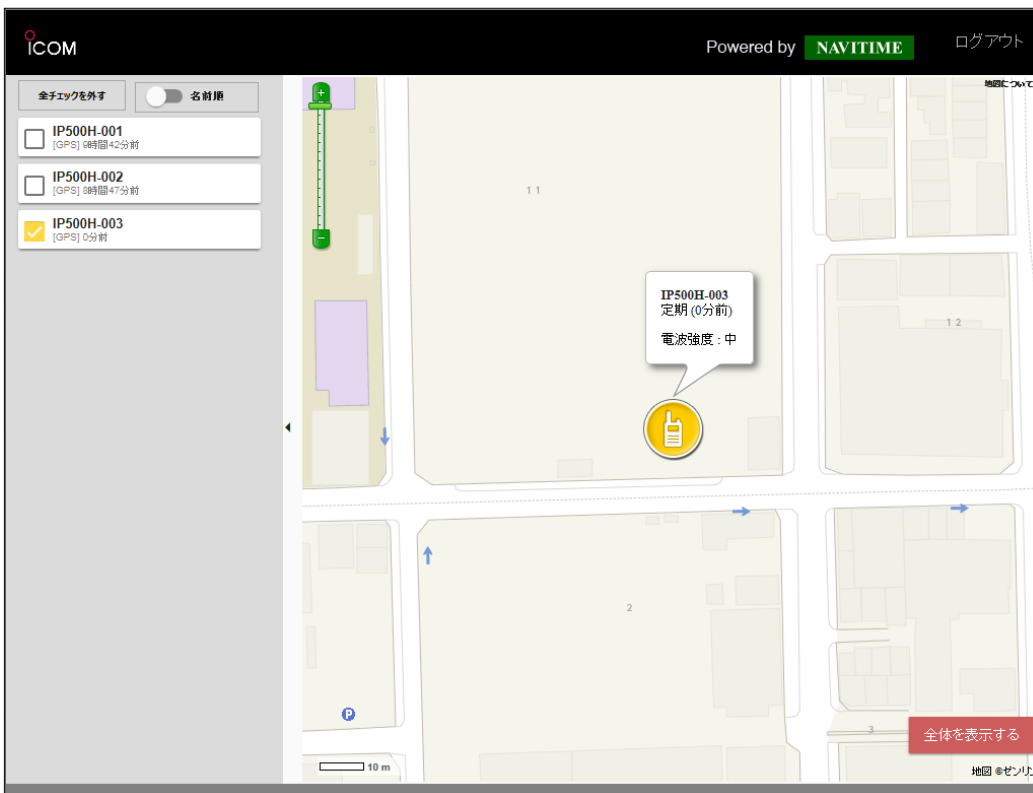 ICOM
Powered by NAVITIME
ログアウト
全チェックを外す
名前順
地図について
IP500H-001
[GPS] 9時間42分前
IP500H-002
[GPS] 8時間47分前
IP500H-003
[GPS] 0分前
11
IP500H-003
定期 (0分前)
電波強度 : 中
12
2
P
3
全体を表示する
10 m
地図 ©ゼンリン